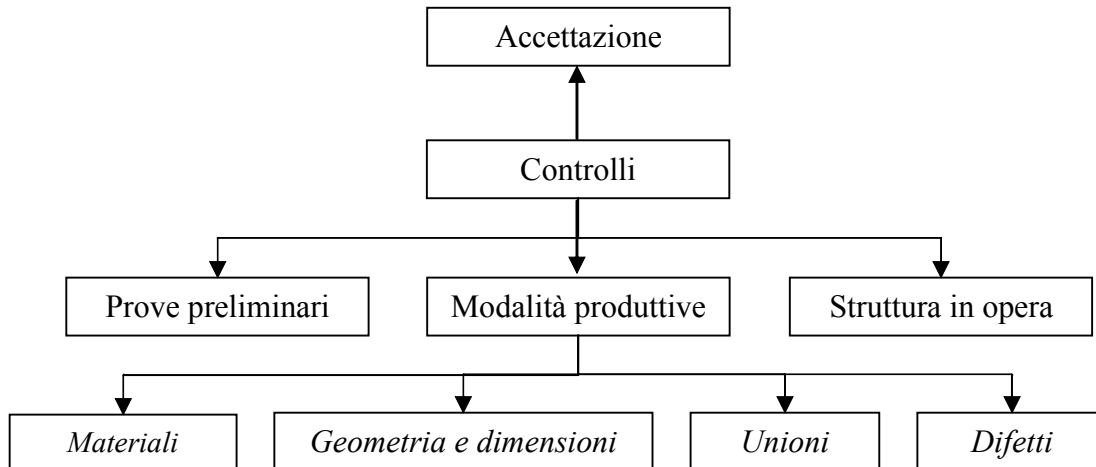 Accettazione
Controlli
Prove preliminari
Modalità produttive
Struttura in opera
Materiali
Geometria e dimensioni
Unioni
Difetti